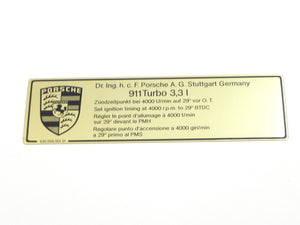 PORSCHE
Dr. Ing. h. c. F. Porsche A. G. Stuttgart Germany
911 Turbo 3,3 l
Zündzeitpunkt bei 4000 U/min auf 29° vor O. T.
Set ignition timing at 4000 r.p.m. to 29° BTDC
Régler le point d'allumage à 4000 t/min
sur 29° devant le PMH
Regolare punto d'accensione a 4000 giri/min
a 29° primo al PMS